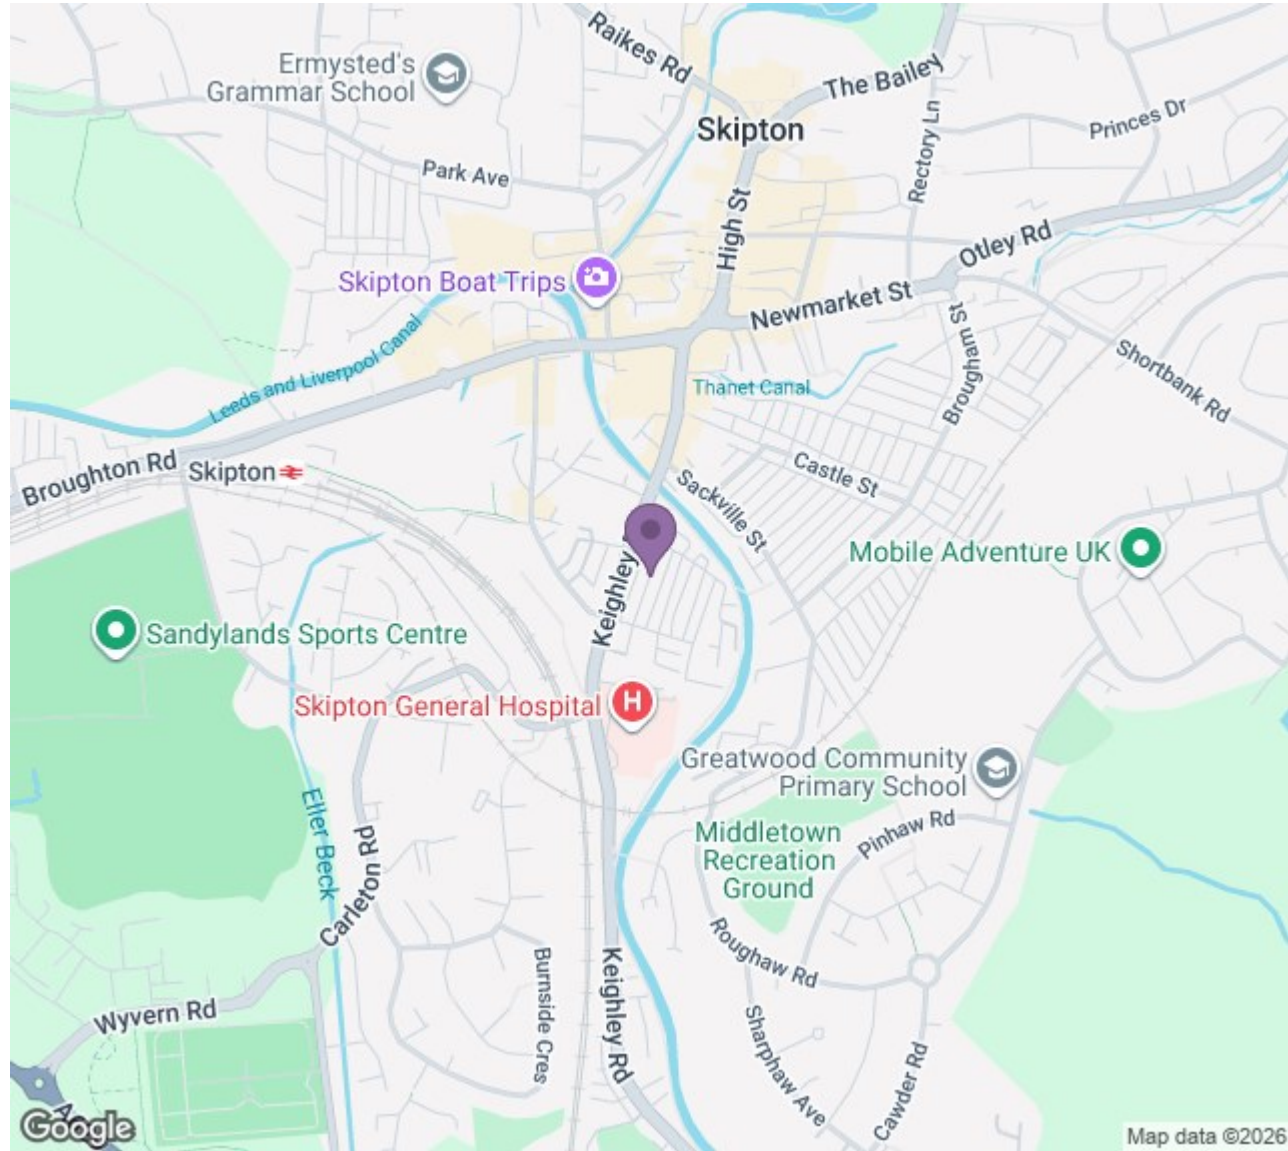 Raikes Rd
The Bailey
Ermysted's
Grammar School
Skipton
Princes Dr
Rectory Ln
Park Ave
High St
Otley Rd
Skipton Boat Trips
Newmarket St
Leeds and Liverpool Canal
Thanet Canal
Brougham St
Shortbank Rd
Broughton Rd
Skipton
Castle St
Sackville St
Keighley
Mobile Adventure UK
Sandylands Sports Centre
Skipton General Hospital
H
Greatwood Community
Primary School
Eller Beck
Carleton Rd
Middletown
Recreation
Ground
Pinhaw Rd
Roughaw Rd
Burnside Cres
Keighley Rd
Wyvern Rd
Sharphaw Ave
Cawder Rd
Google
Map data ©2026